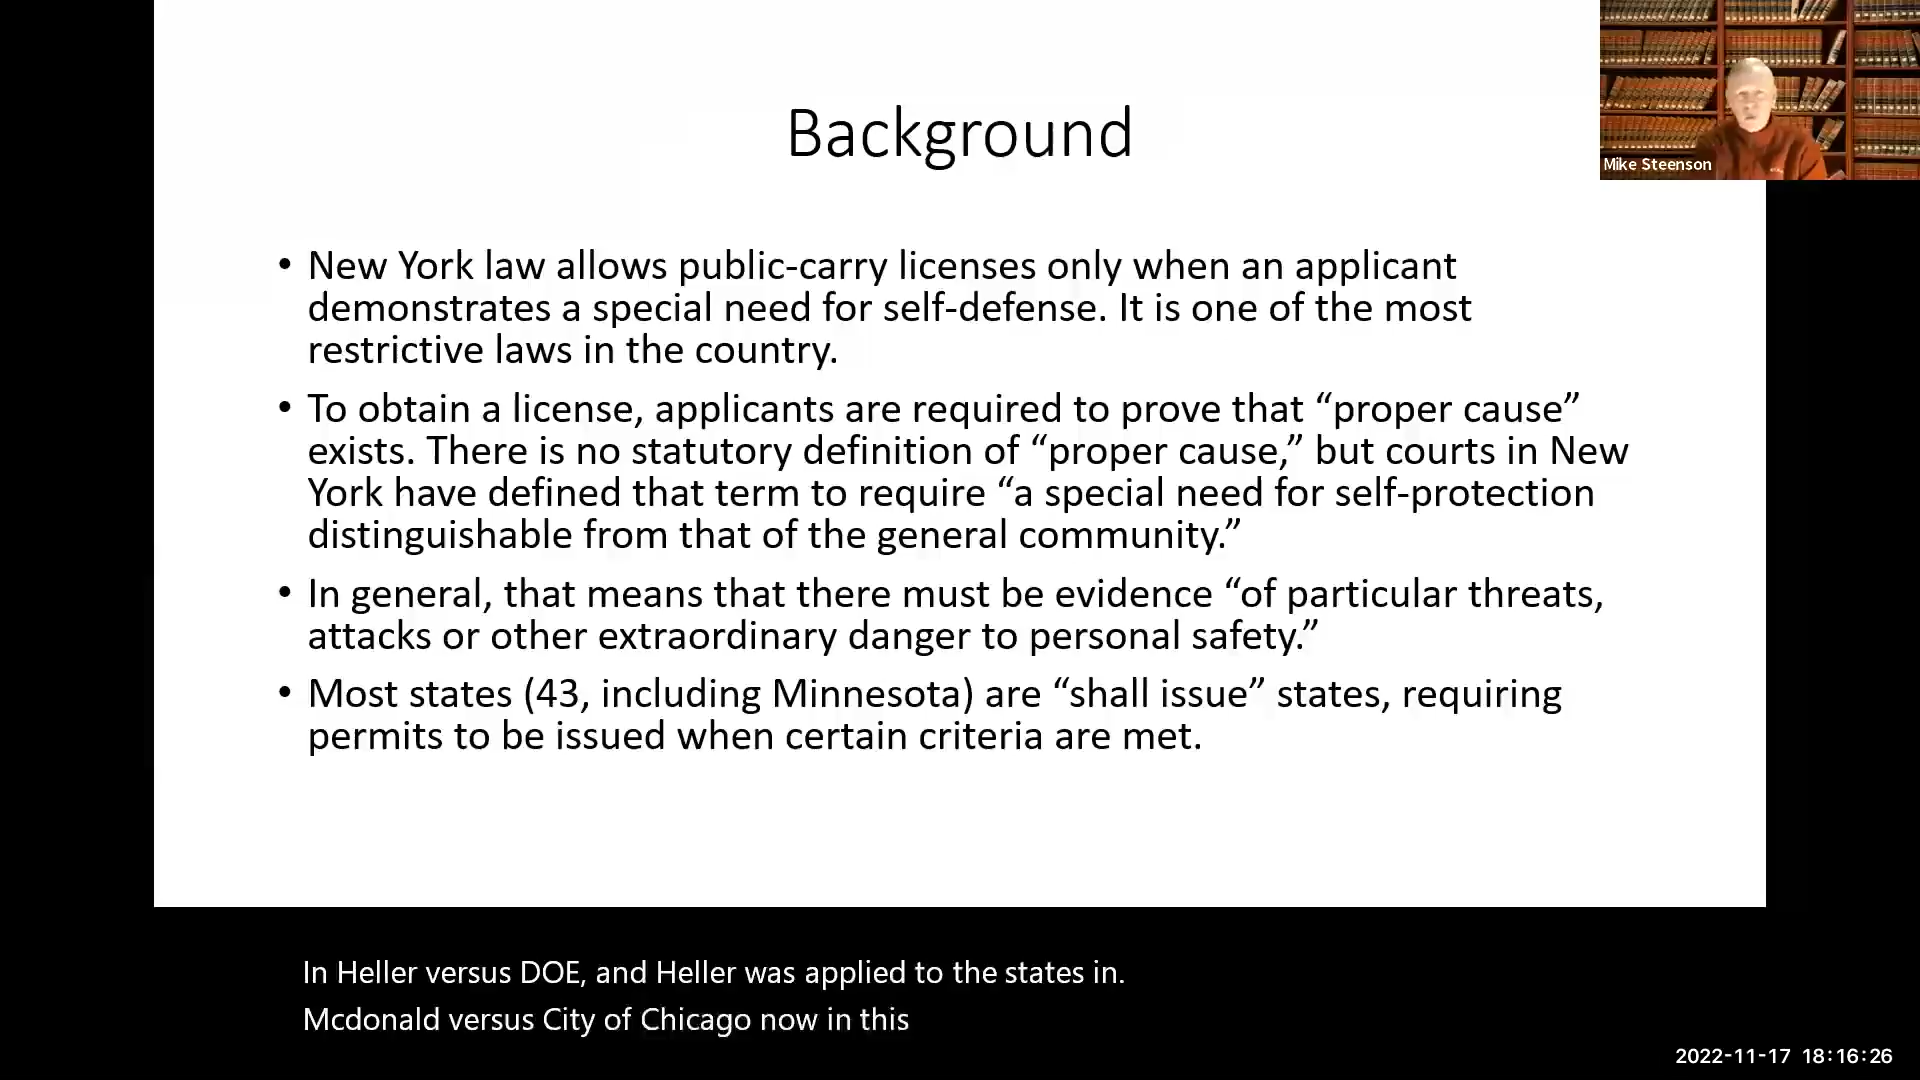 Background
Mike Steenson
• New York law allows public-carry licenses only when an applicant
demonstrates a special need for self-defense. It is one of the most
restrictive laws in the country.
• To obtain a license, applicants are required to prove that “proper cause”
exists. There is no statutory definition of “proper cause,” but courts in New
York have defined that term to require “a special need for self-protection
distinguishable from that of the general community.”
• In general, that means that there must be evidence “of particular threats,
attacks or other extraordinary danger to personal safety.”
• Most states (43, including Minnesota) are “shall issue” states, requiring
permits to be issued when certain criteria are met.
In Heller versus DOE, and Heller was applied to the states in.
Mcdonald versus City of Chicago now in this
2022-11-17 18:16:26